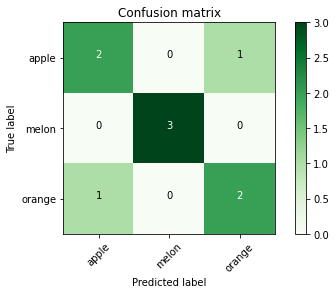 Confusion matrix
apple
melon
orange
True label
2 0 1
0 3 0
1 0 2
apple melon orange
Predicted label
3.0
2.5
2.0
1.5
1.0
0.5
0.0